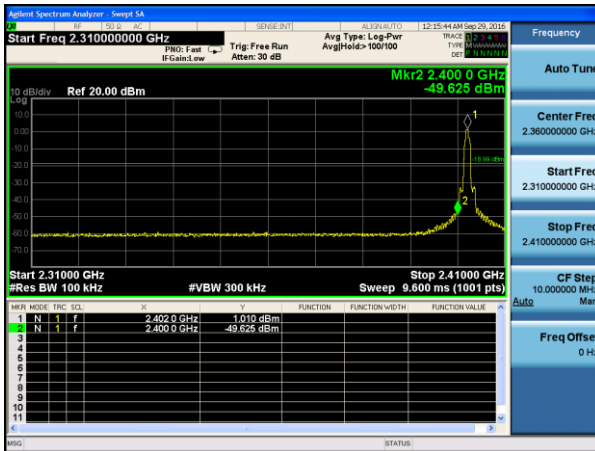 Agilent Spectrum Analyzer - Swept SA
RF 50 Ω AC SENSE:INT ALIGNAUTO 12:15:44 AM Sep 29, 2016
Start Freq 2.310000000 GHz
PNO: Fast
IFGain:Low
Trig: Free Run
Atten: 30 dB
Avg Type: Log-Pwr
Avg|Hold:>100/100
TRACE 1 2 3 4 5 6
TYPE M
DET P N N N N N
Mkr2 2.400 0 GHz
-49.625 dBm
10 dB/div Ref 20.00 dBm
Log
10.0
0.00
-10.0
-20.0
-30.0
-40.0
-50.0
-60.0
-70.0
1
-18.99 dBm
2
Start 2.31000 GHz Stop 2.41000 GHz
#Res BW 100 kHz #VBW 300 kHz Sweep 9.600 ms (1001 pts)
MKR MODE TRC SCL X Y FUNCTION FUNCTION WIDTH FUNCTION VALUE
1 N 1 f 2.402 0 GHz 1.010 dBm
2 N 1 f 2.400 0 GHz -49.625 dBm
3
4
5
6
7
8
9
10
11
MSG STATUS
Frequency
Auto Tune
Center Freq
2.360000000 GHz
Start Freq
2.310000000 GHz
Stop Freq
2.410000000 GHz
CF Step
10.000000 MHz
Auto Man
Freq Offset
0 Hz